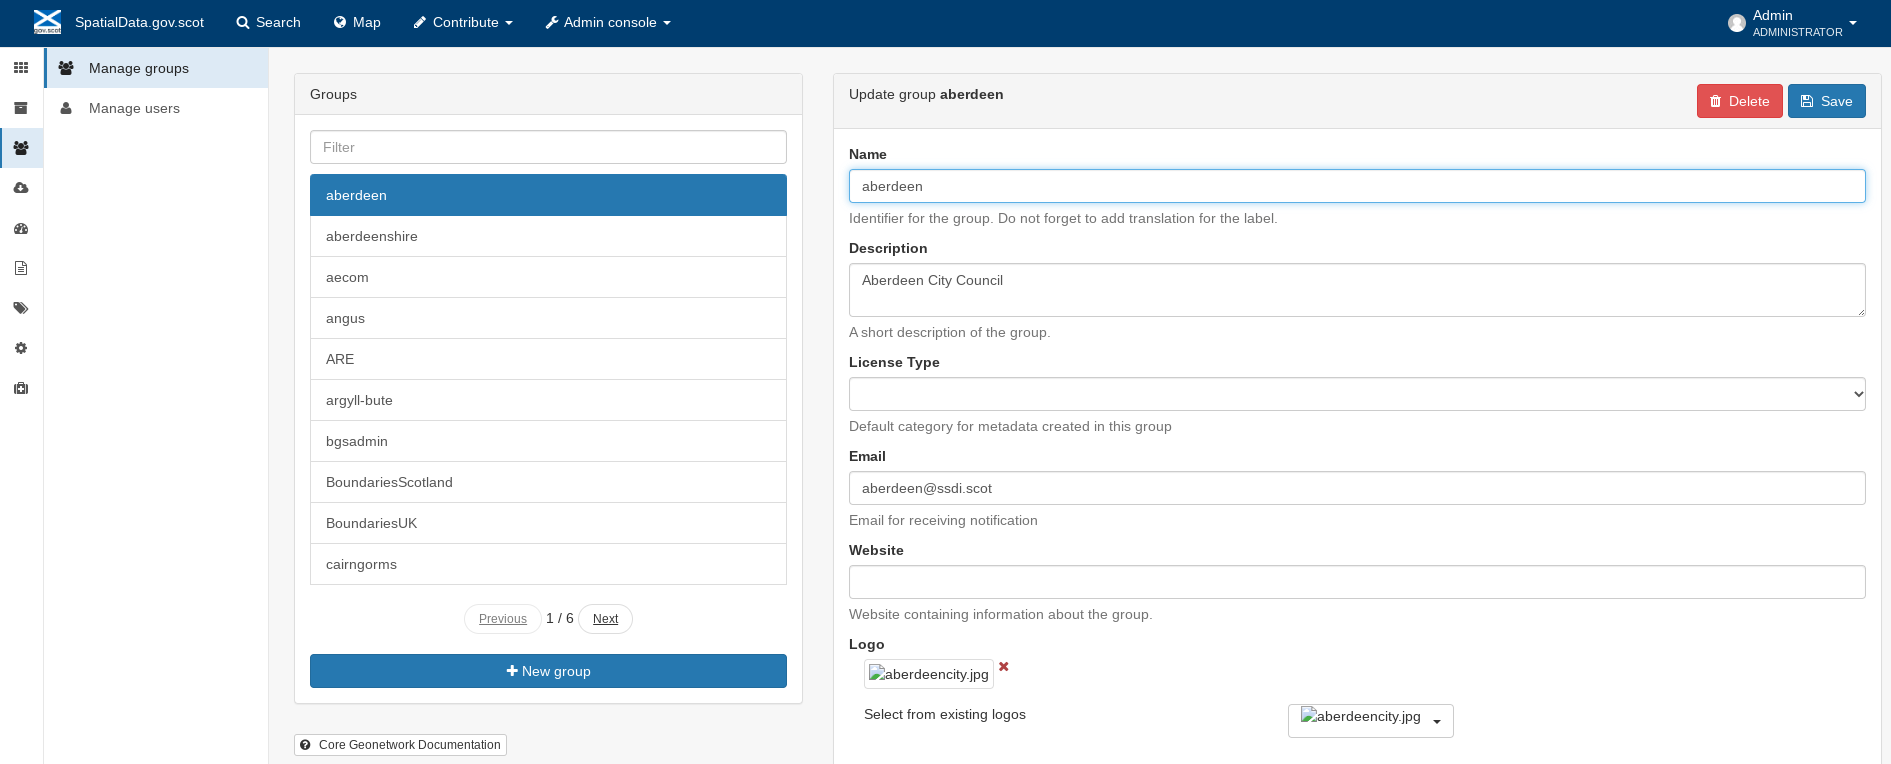 gov.scot
SpatialData.gov.scot
Search
Map
Contribute
Admin console
Admin
ADMINISTRATOR
Manage groups
Manage users
Groups
Filter
aberdeen
aberdeenshire
aecom
angus
ARE
argyll-bute
bgsadmin
BoundariesScotland
BoundariesUK
cairngorms
Previous 1 / 6 Next
New group
Core Geonetwork Documentation
Update group aberdeen
Delete
Save
Name
aberdeen
Identifier for the group. Do not forget to add translation for the label.
Description
Aberdeen City Council
A short description of the group.
License Type
Default category for metadata created in this group
Email
aberdeen@ssdi.scot
Email for receiving notification
Website
Website containing information about the group.
Logo
aberdeencity.jpg
Select from existing logos
aberdeencity.jpg